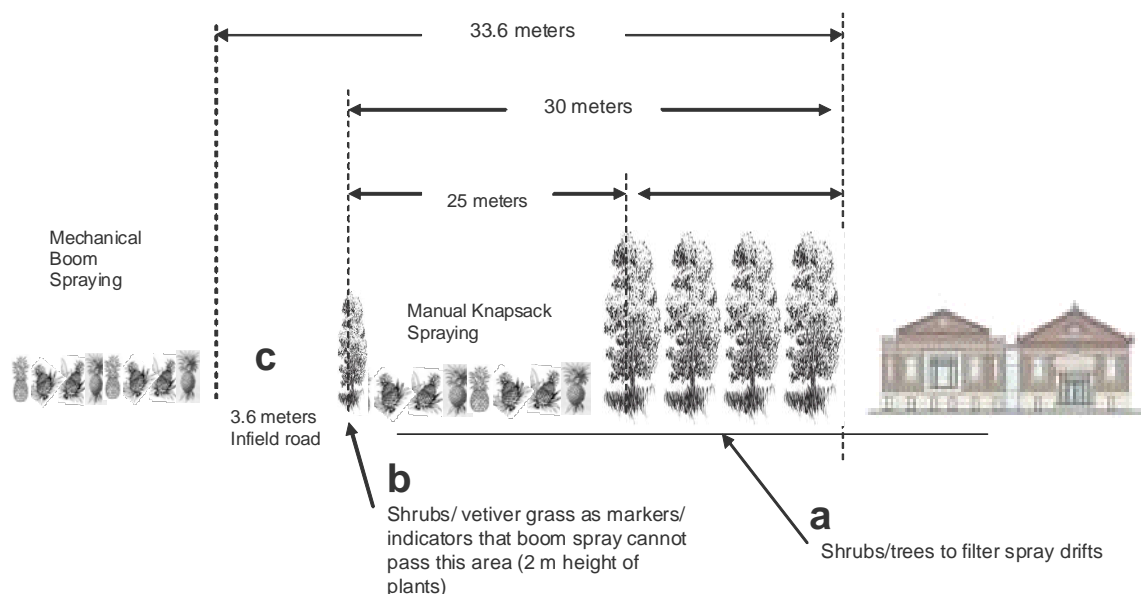 33.6 meters
30 meters
25 meters
Mechanical
Boom
Spraying
Manual Knapsack
Spraying
c
3.6 meters
Infield road
b
Shrubs/ vetiver grass as markers/
indicators that boom spray cannot
pass this area (2 m height of
plants)
a
Shrubs/trees to filter spray drifts